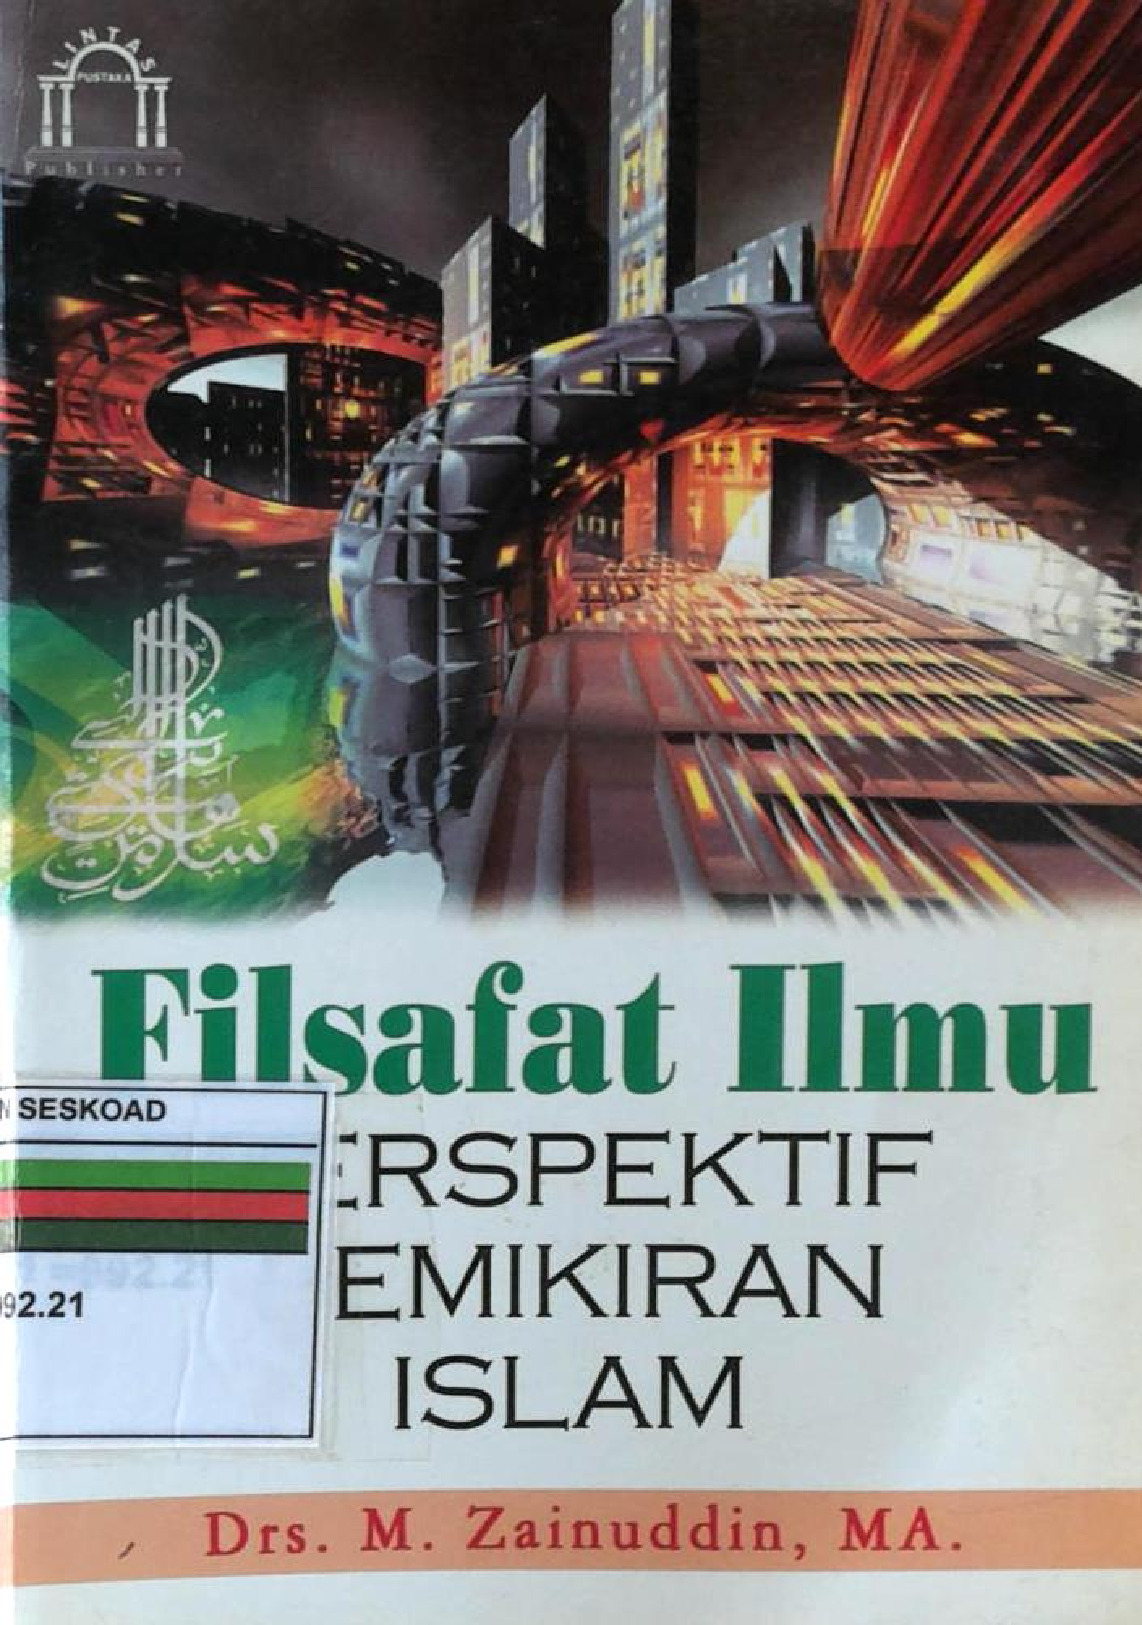 LINTAS
PUSTAKA
Publisher
Filsafat Ilmu
N SESKOAD
ERSPEKTIF
92.21
EMIKIRAN
ISLAM
Drs. M. Zainuddin, MA.